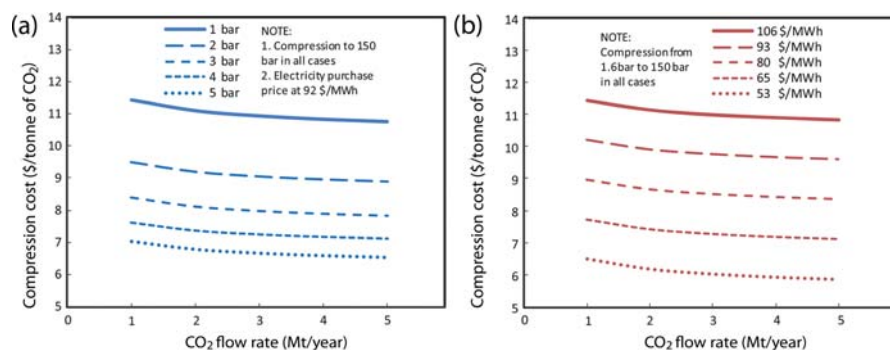 (a)
Compression cost ($/tonne of CO₂)
14
13
12
11
10
9
8
7
6
5
1 bar
2 bar
3 bar
4 bar
5 bar
NOTE:
1. Compression to 150
bar in all cases
2. Electricity purchase
price at 92 $/MWh
0 1 2 3 4 5
CO₂ flow rate (Mt/year)
(b)
Compression cost ($/tonne of CO₂)
14
13
12
11
10
9
8
7
6
5
NOTE:
Compression from
1.6bar to 150 bar
in all cases
106 $/MWh
93 $/MWh
80 $/MWh
65 $/MWh
53 $/MWh
0 1 2 3 4 5
CO₂ flow rate (Mt/year)